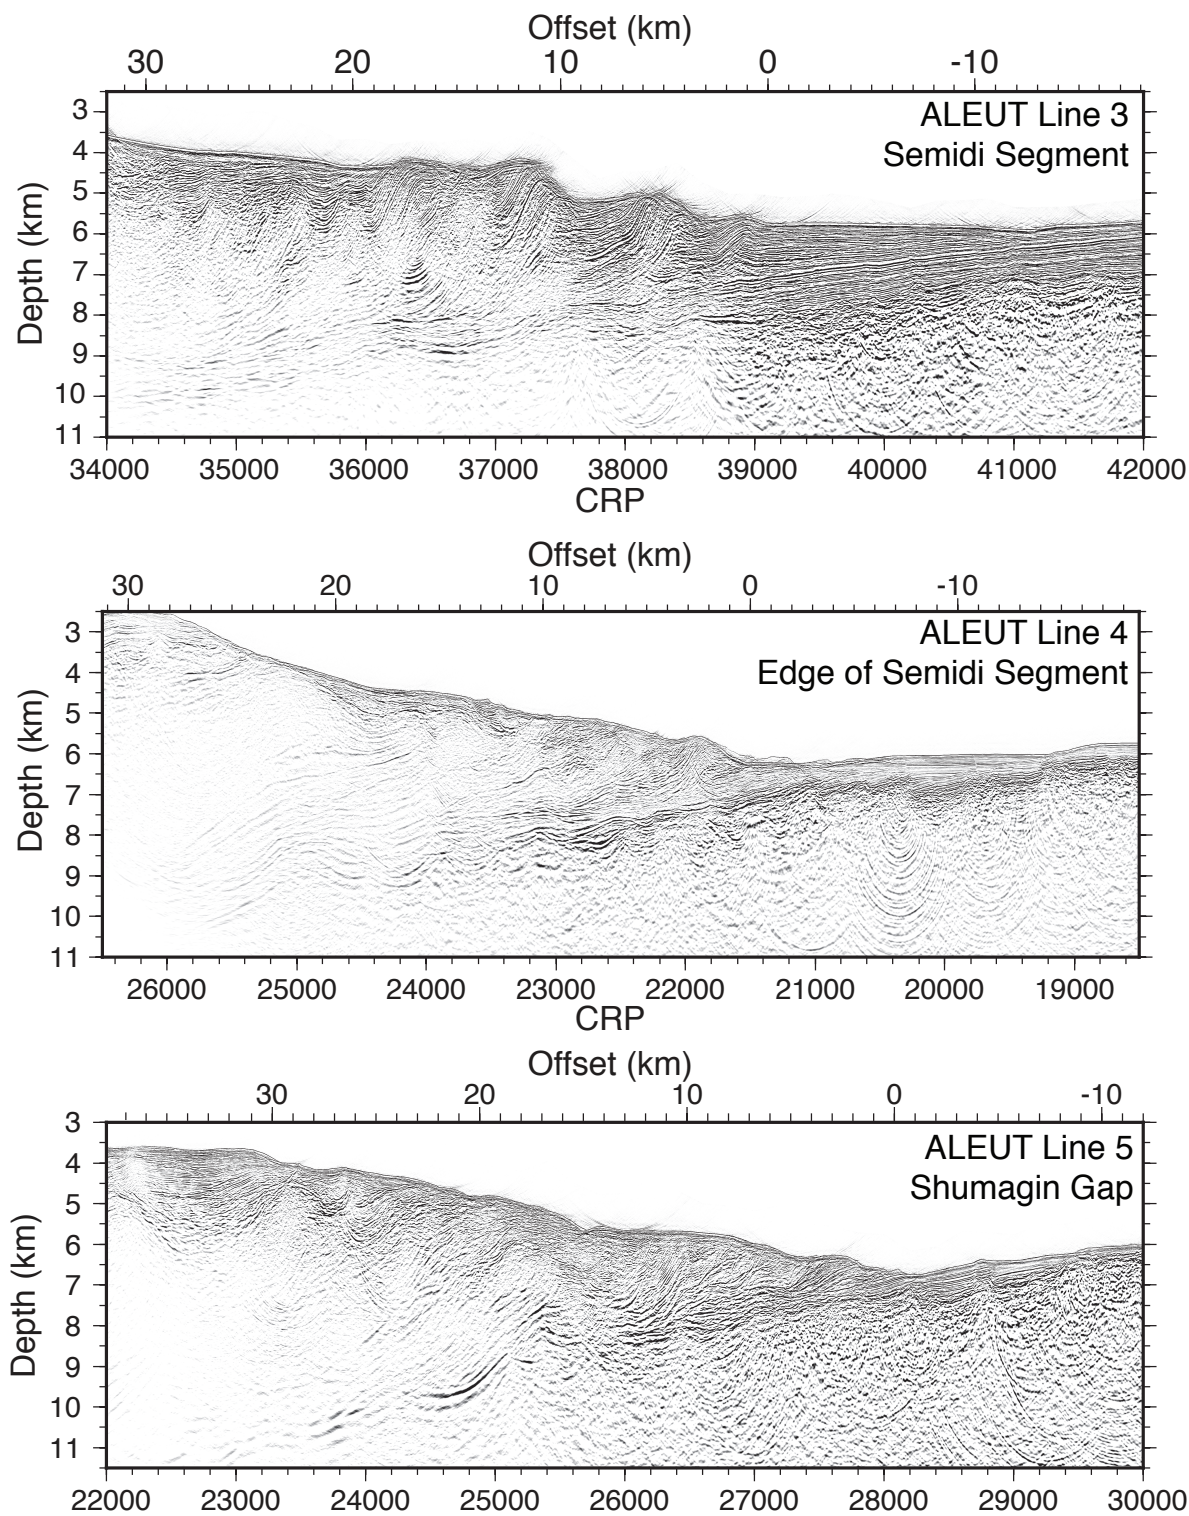 Offset (km)
30 20 10 0 -10
ALEUT Line 3
Semidi Segment
3
4
5
6
7
8
9
10
11
Depth (km)
34000 35000 36000 37000 38000 39000 40000 41000 42000
CRP
Offset (km)
30 20 10 0 -10
ALEUT Line 4
Edge of Semidi Segment
3
4
5
6
7
8
9
10
11
Depth (km)
26000 25000 24000 23000 22000 21000 20000 19000
CRP
Offset (km)
30 20 10 0 -10
ALEUT Line 5
Shumagin Gap
3
4
5
6
7
8
9
10
11
Depth (km)
22000 23000 24000 25000 26000 27000 28000 29000 30000